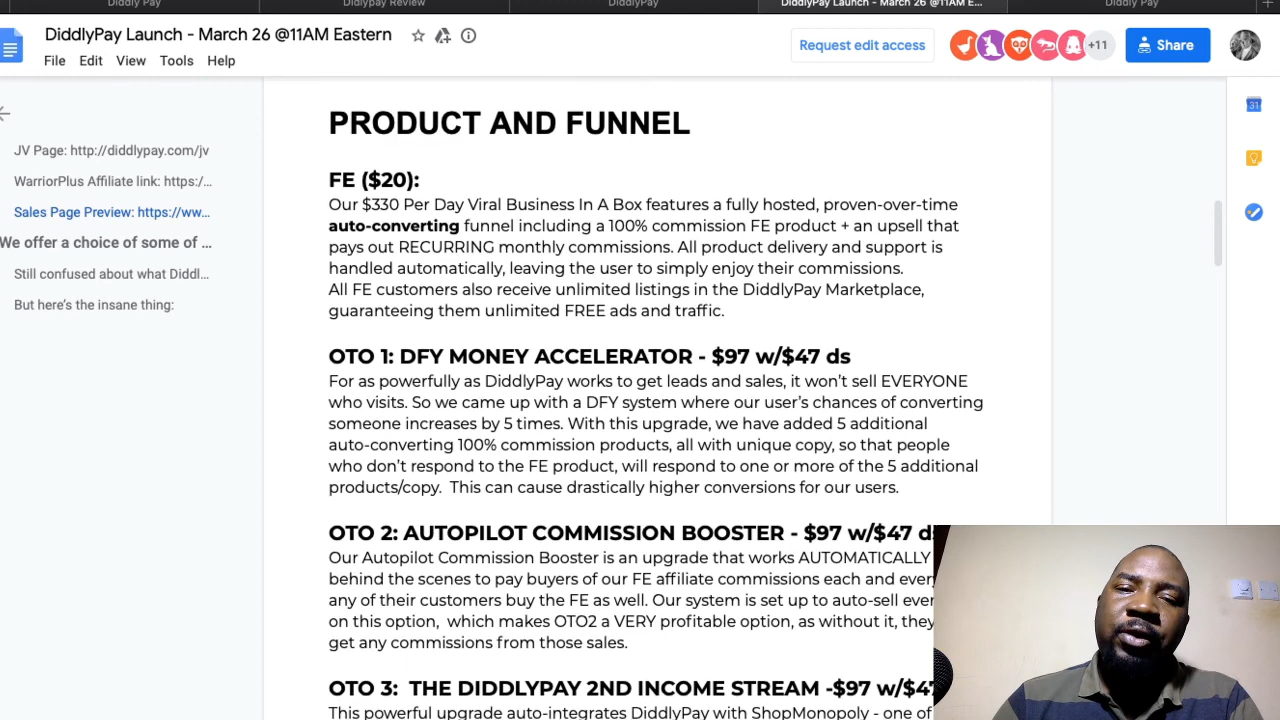 Diddly Pay
Didlypay Review
DiddlyPay
DiddlyPay Launch - March 26 @11AM E...
Diddly Pay
DiddlyPay Launch - March 26 @11AM Eastern
File Edit View Tools Help
Request edit access
+11
Share
JV Page: http://diddlypay.com/jv
WarriorPlus Affiliate link: https:/...
Sales Page Preview: https://ww...
We offer a choice of some of ...
Still confused about what Diddl...
But here's the insane thing:
31
PRODUCT AND FUNNEL
FE ($20):
Our $330 Per Day Viral Business In A Box features a fully hosted, proven-over-time
auto-converting funnel including a 100% commission FE product + an upsell that
pays out RECURRING monthly commissions. All product delivery and support is
handled automatically, leaving the user to simply enjoy their commissions.
All FE customers also receive unlimited listings in the DiddlyPay Marketplace,
guaranteeing them unlimited FREE ads and traffic.
OTO 1: DFY MONEY ACCELERATOR - $97 w/$47 ds
For as powerfully as DiddlyPay works to get leads and sales, it won't sell EVERYONE
who visits. So we came up with a DFY system where our user's chances of converting
someone increases by 5 times. With this upgrade, we have added 5 additional
auto-converting 100% commission products, all with unique copy, so that people
who don't respond to the FE product, will respond to one or more of the 5 additional
products/copy. This can cause drastically higher conversions for our users.
OTO 2: AUTOPILOT COMMISSION BOOSTER - $97 w/$47 ds
Our Autopilot Commission Booster is an upgrade that works AUTOMATICALLY
behind the scenes to pay buyers of our FE affiliate commissions each and ever
any of their customers buy the FE as well. Our system is set up to auto-sell ever
on this option, which makes OTO2 a VERY profitable option, as without it, they
get any commissions from those sales.
OTO 3: THE DIDDLYPAY 2ND INCOME STREAM -$97 w/$47
This powerful upgrade auto-integrates DiddlyPay with ShopMonopoly - one of